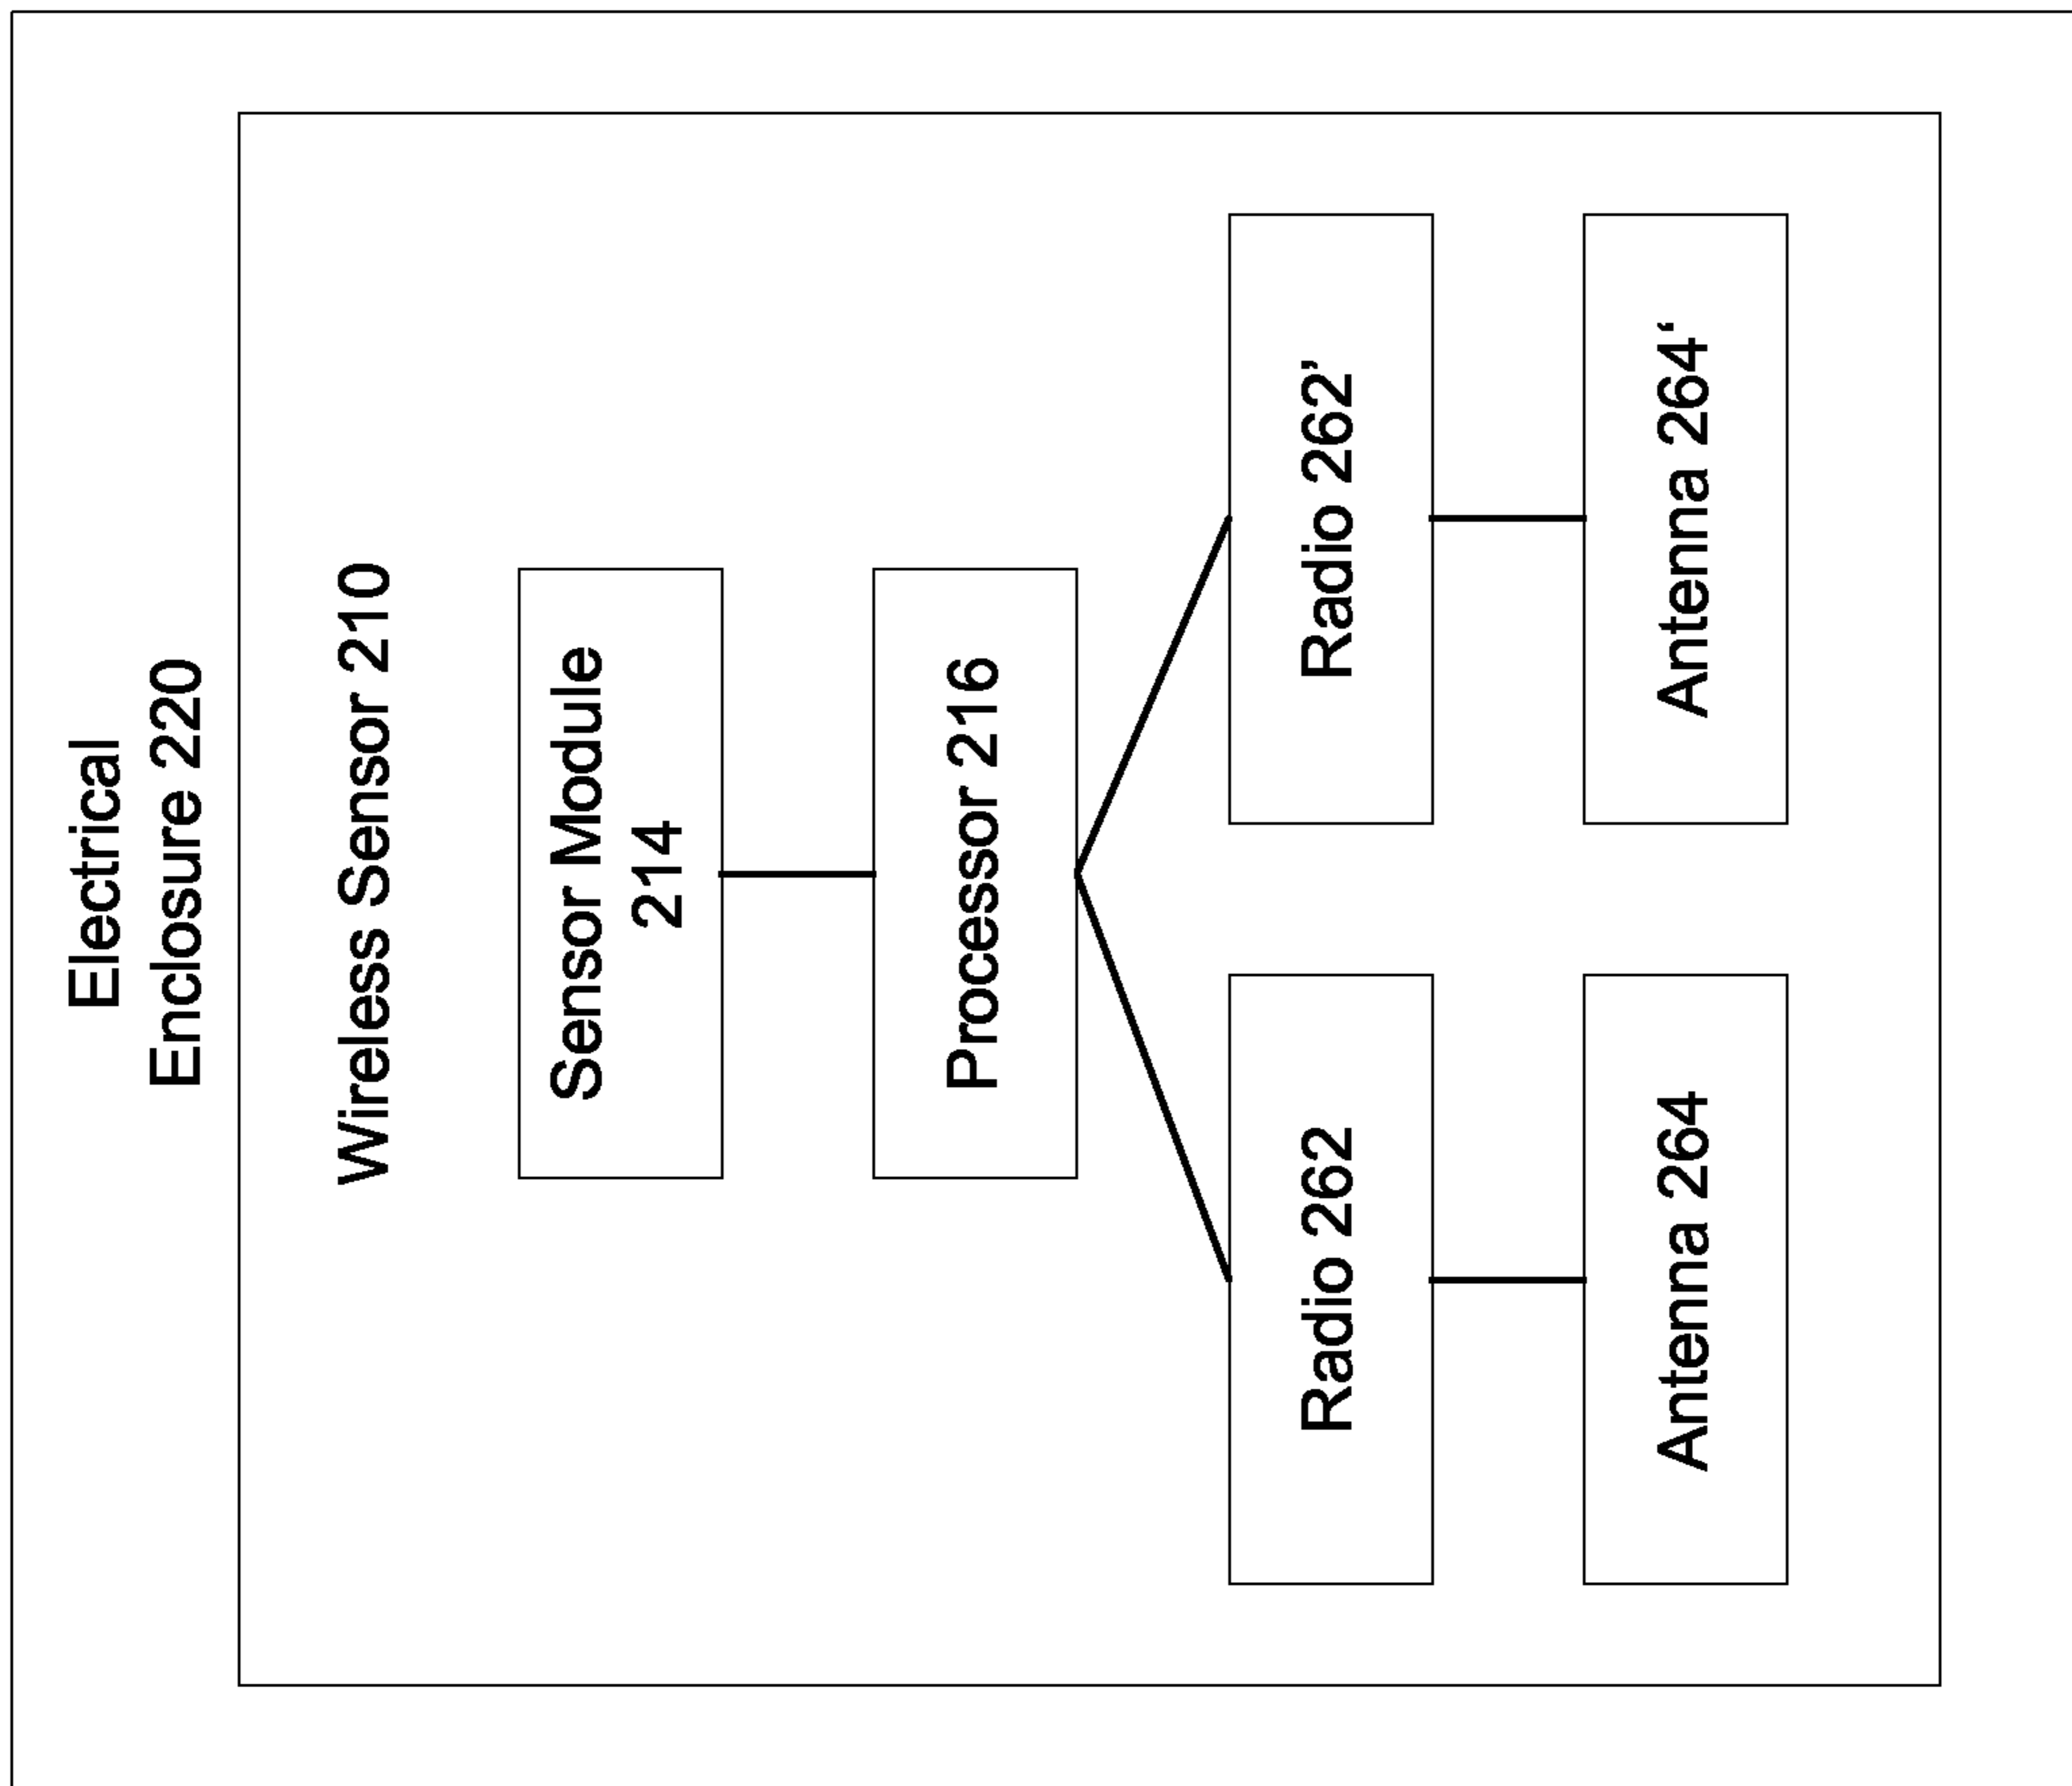 Electrical
Enclosure 220
Wireless Sensor 210
Sensor Module
214
Processor 216
Radio 262
Radio 262’
Antenna 264
Antenna 264‘